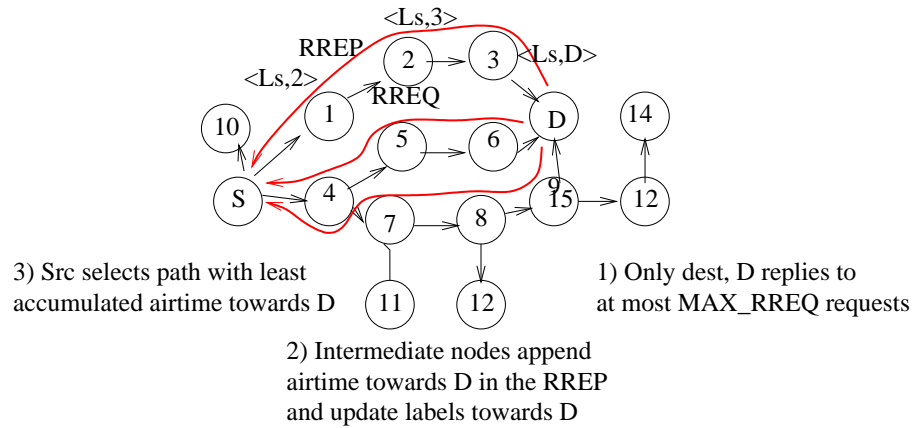 <Ls,3>
RREP
2
3
<Ls,D>
<Ls,2>
RREQ
1
D
14
10
5
6
S
4
9
15
12
7
8
3) Src selects path with least
accumulated airtime towards D
11
12
1) Only dest, D replies to
at most MAX_RREQ requests
2) Intermediate nodes append
airtime towards D in the RREP
and update labels towards D